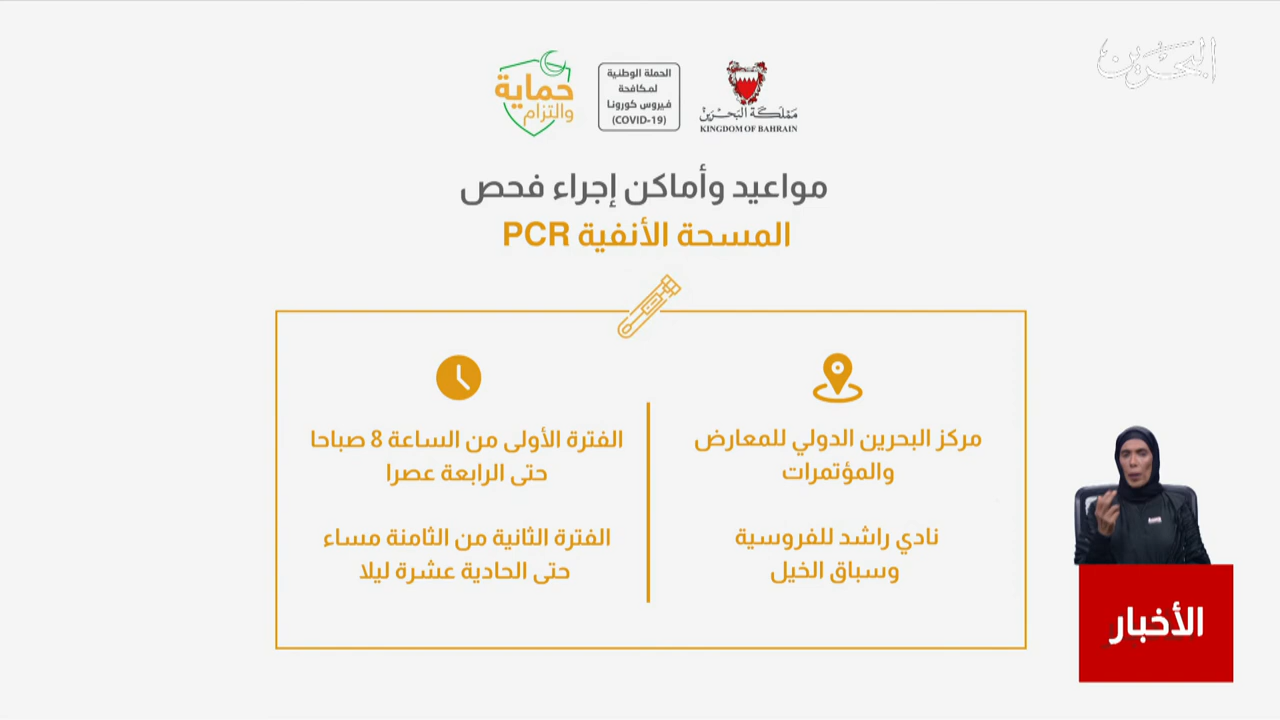 البحرين
مملكة البحرين
KINGDOM OF BAHRAIN
الحملة الوطنية
لمكافحة
فيروس كورونا
(COVID-19)
حماية
والتزام
مواعيد وأماكن إجراء فحص
المسحة الأنفية PCR
مركز البحرين الدولي للمعارض
والمؤتمرات
نادي راشد للفروسية
وسباق الخيل
الفترة الأولى من الساعة 8 صباحا
حتى الرابعة عصرا
الفترة الثانية من الثامنة مساء
حتى الحادية عشرة ليلا
الأخبار